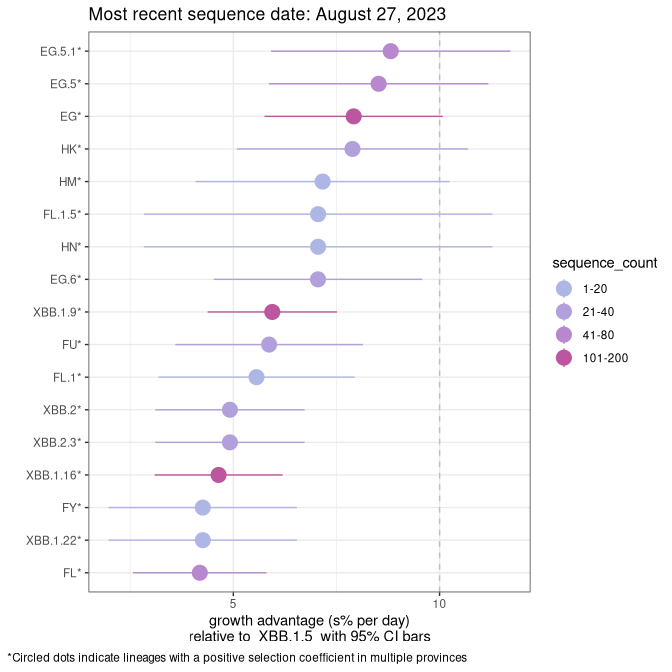 Most recent sequence date: August 27, 2023
EG.5.1*
EG.5*
EG*
HK*
HM*
FL.1.5*
HN*
EG.6*
XBB.1.9*
FU*
FL.1*
XBB.2*
XBB.2.3*
XBB.1.16*
FY*
XBB.1.22*
FL*
sequence_count
1-20
21-40
41-80
101-200
5 10
growth advantage (s% per day)
relative to XBB.1.5 with 95% CI bars
*Circled dots indicate lineages with a positive selection coefficient in multiple provinces